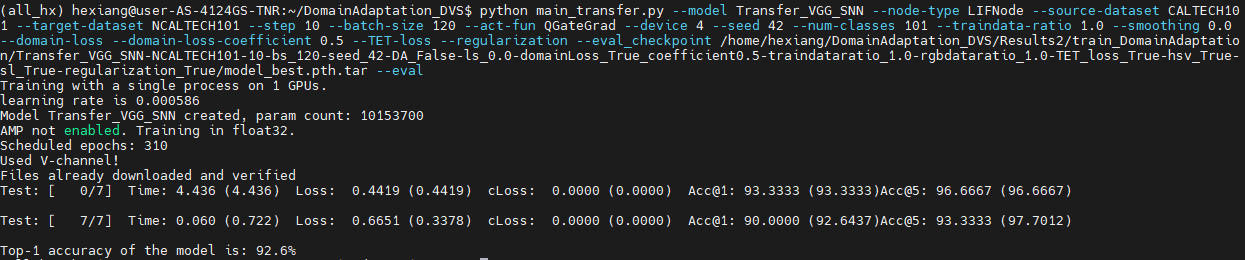 (all_hx) hexiang@user-AS-4124GS-TNR:~/DomainAdaptation_DVS$ python main_transfer.py --model Transfer_VGG_SNN --node-type LIFNode --source-dataset CALTECH10
1 --target-dataset NCALTECH101 --step 10 --batch-size 120 --act-fun QGateGrad --device 4 --seed 42 --num-classes 101 --traindata-ratio 1.0 --smoothing 0.0
--domain-loss --domain-loss-coefficient 0.5 --TET-loss --regularization --eval_checkpoint /home/hexiang/DomainAdaptation_DVS/Results2/train_DomainAdaptatio
n/Transfer_VGG_SNN-NCALTECH101-10-bs_120-seed_42-DA_False-ls_0.0-domainLoss_True_coefficient0.5-traindataratio_1.0-rgbdataratio_1.0-TET_loss_True-hsv_True-
sl_True-regularization_True/model_best.pth.tar --eval
Training with a single process on 1 GPUs.
learning rate is 0.000586
Model Transfer_VGG_SNN created, param count: 10153700
AMP not enabled. Training in float32.
Scheduled epochs: 310
Used V-channel!
Files already downloaded and verified
Test: [   0/7]  Time: 4.436 (4.436)  Loss:  0.4419 (0.4419)  cLoss:  0.0000 (0.0000)  Acc@1: 93.3333 (93.3333)Acc@5: 96.6667 (96.6667)
Test: [   7/7]  Time: 0.060 (0.722)  Loss:  0.6651 (0.3378)  cLoss:  0.0000 (0.0000)  Acc@1: 90.0000 (92.6437)Acc@5: 93.3333 (97.7012)
Top-1 accuracy of the model is: 92.6%